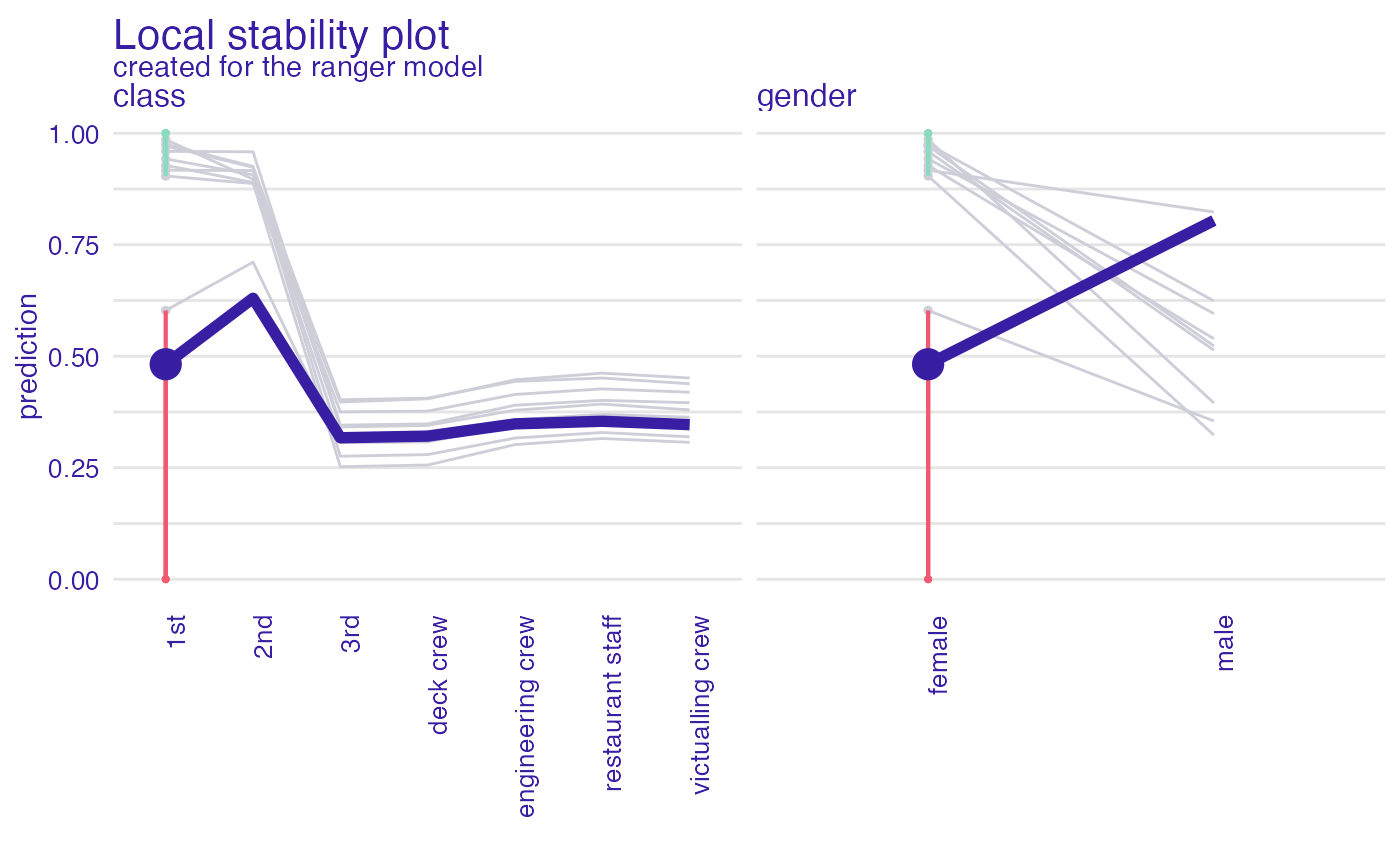 Local stability plot
created for the ranger model
class
gender
prediction
1.00
0.75
0.50
0.25
0.00
1st
2nd
3rd
deck crew
engineering crew
restaurant staff
victualling crew
female
male